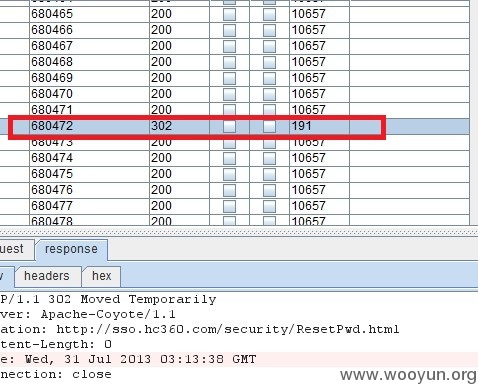 680465 200 10657
680466 200 10657
680467 200 10657
680468 200 10657
680469 200 10657
680470 200 10657
680471 200 10657
680472 302 191
680473 200 10657
680474 200 10657
680475 200 10657
680476 200 10657
680477 200 10657
680478 200 10657
uest response
w headers hex
P/1.1 302 Moved Temporarily
ver: Apache-Coyote/1.1
ation: http://sso.hc360.com/security/ResetPwd.html
tent-Length: 0
e: Wed, 31 Jul 2013 03:13:38 GMT
nection: close
www.wooyun.org